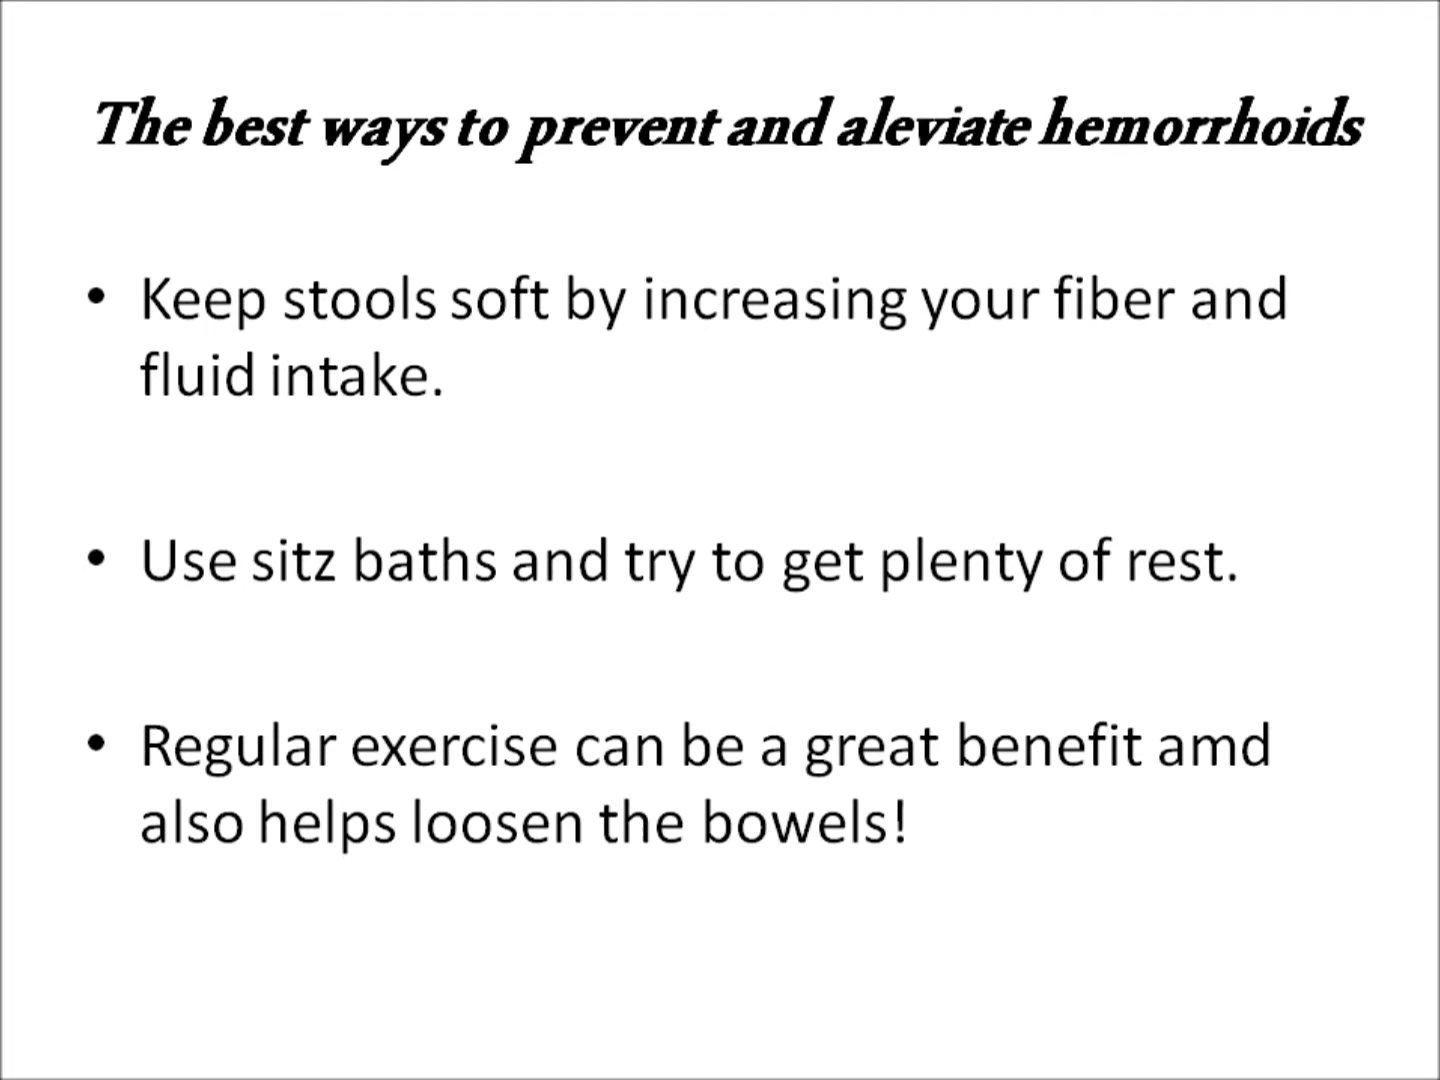 The best ways to prevent and aleviate hemorrhoids
• Keep stools soft by increasing your fiber and
fluid intake.
• Use sitz baths and try to get plenty of rest.
• Regular exercise can be a great benefit amd
also helps loosen the bowels!